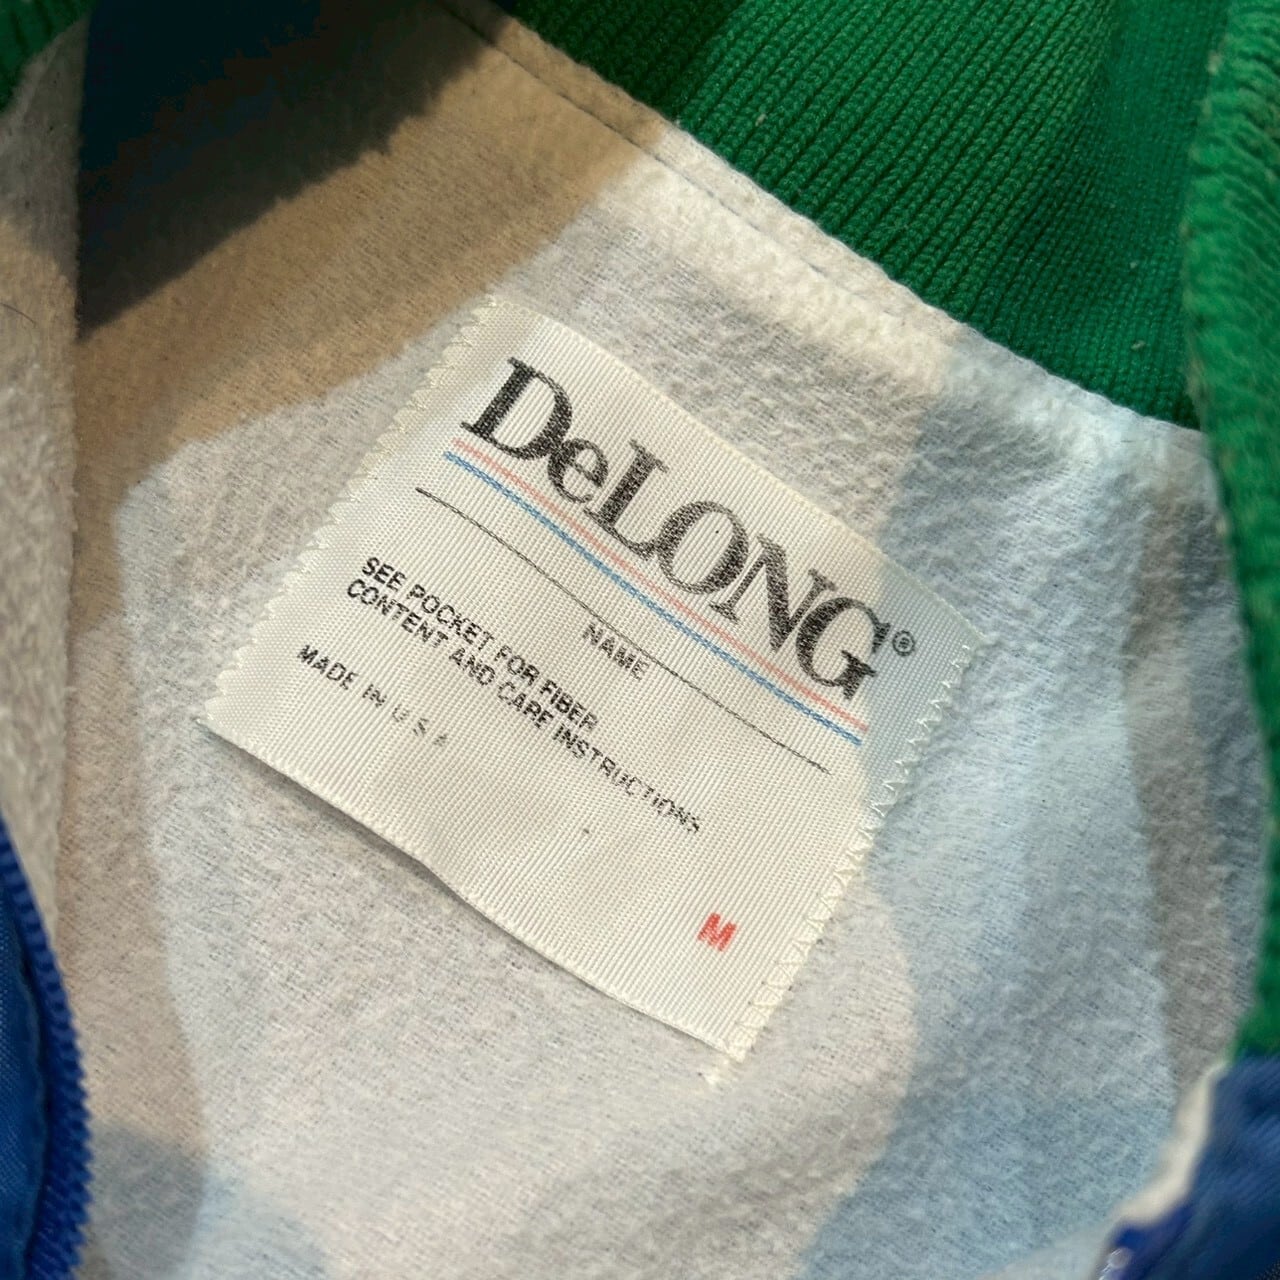 DeLONG®
NAME
SEE POCKET FOR FIBER
CONTENT AND CARE INSTRUCTIONS
MADE IN U S A
M